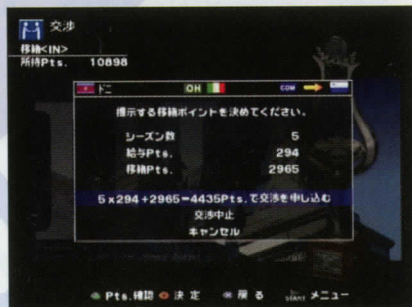 交渉
移籍<IN>
所持Pts. 10898
ドニ OH COM
提示する移籍ポイントを決めてください。
シーズン数 5
給与Pts. 294
移籍Pts. 2965
5x294+2965=4435Pts.で交渉を申し込む
交渉中止
キャンセル
Pts.確認 決定 戻る START メニュー